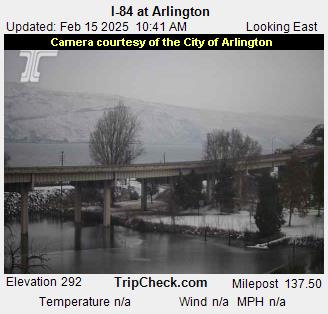 I-84 at Arlington
Updated: Feb 15 2025 10:41 AM Looking East
Camera courtesy of the City of Arlington
Elevation 292 TripCheck.com Milepost 137.50
Temperature n/a Wind n/a MPH n/a